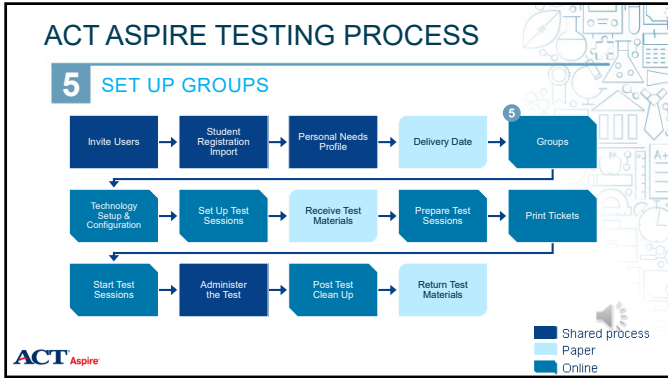 ACT ASPIRE TESTING PROCESS
5
SET UP GROUPS
Invite Users
Student
Registration
Import
Personal Needs
Profile
Delivery Date
5
Groups
Technology
Setup &
Configuration
Set Up Test
Sessions
Receive Test
Materials
Prepare Test
Sessions
Print Tickets
Start Test
Sessions
Administer
the Test
Post Test
Clean Up
Return Test
Materials
Shared process
Paper
Online
ACT Aspire
A+